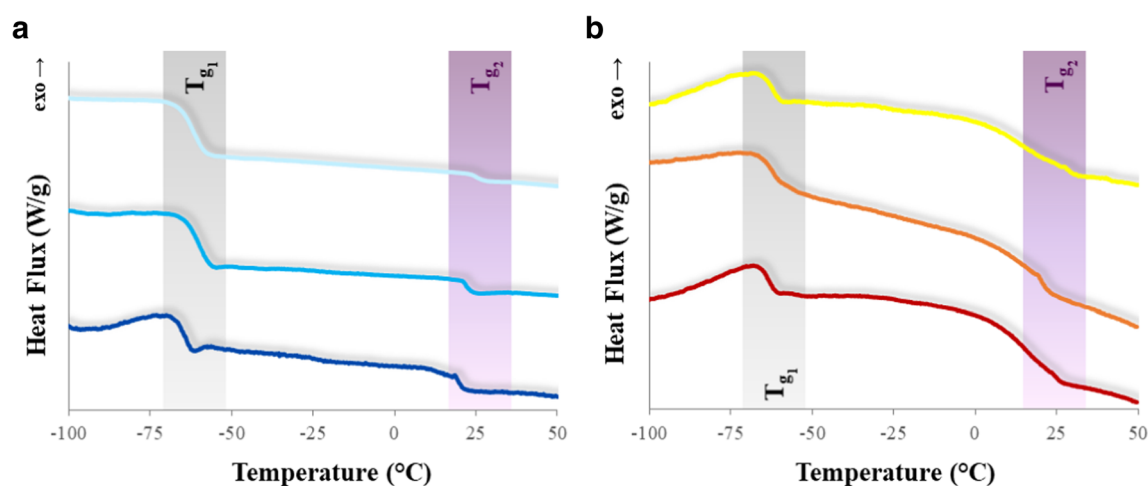 a
exo →
Heat Flux (W/g)
Tg1
Tg2
-100 -75 -50 -25 0 25 50
Temperature (°C)
b
exo →
Heat Flux (W/g)
Tg1
Tg2
-100 -75 -50 -25 0 25 50
Temperature (°C)